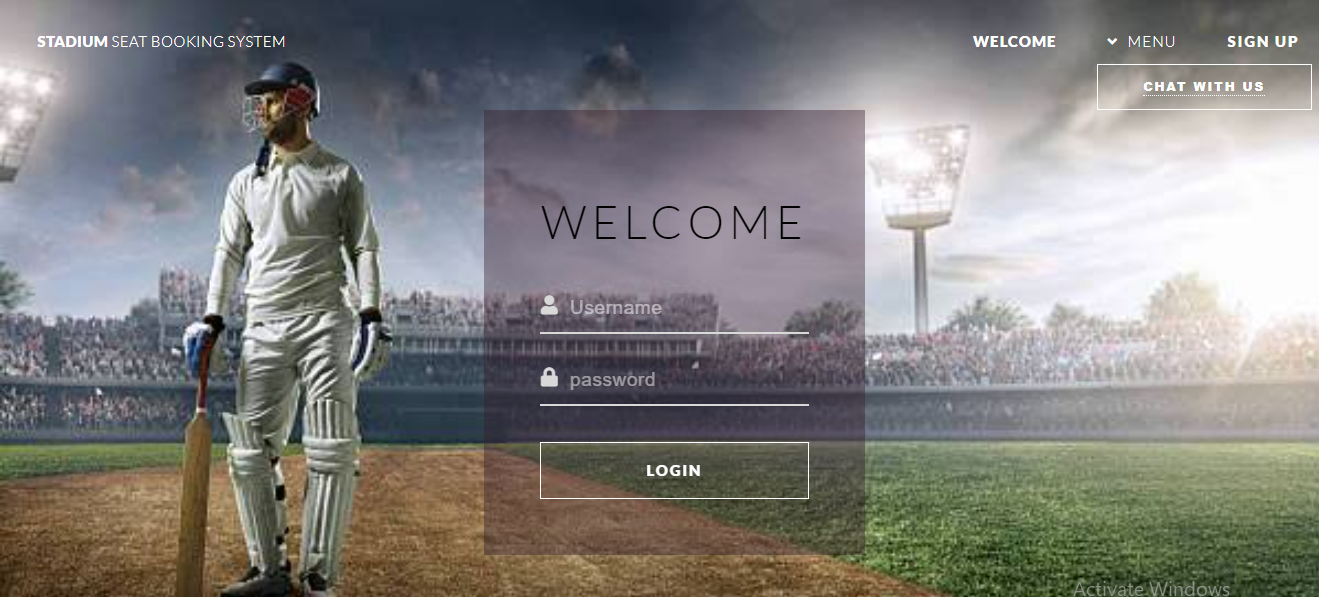 STADIUM SEAT BOOKING SYSTEM
WELCOME
MENU
SIGN UP
CHAT WITH US
WELCOME
Username
password
LOGIN
Activate Windows